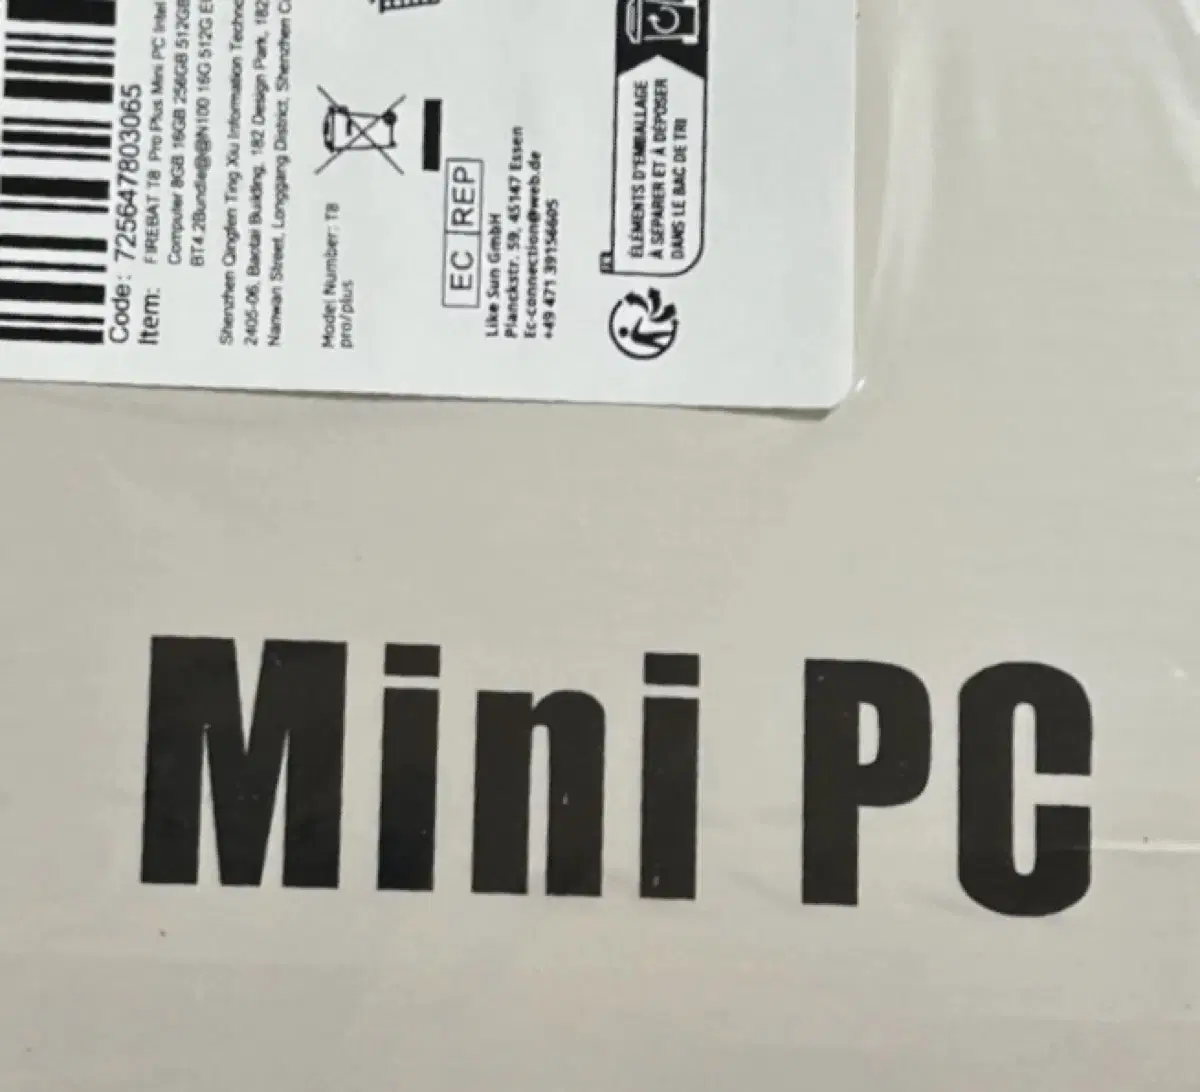 Code: 725647803065
Item: FIREBAT T8 Pro Plus Mini PC Intel
Computer 8GB 16GB 256GB 512GB
BT4.2Bundle@@@N100 16G 512G
Shenzhen Qingfen Ting Xiu Information
2405-06, Baotai Building, 182 Design Park, 182
Nanwan Street, Longgang District, Shenzhen
Model Number: T8
pro/plus
EC REP
Like Sun GmbH
Planckstr. 59, 45147 Essen
Ec-connection@web.de
+49 471 39156605
FR
ÉLÉMENTS D'EMBALLAGE
À SÉPARER ET À DÉPOSER
DANS LE BAC DE TRI
Mini PC